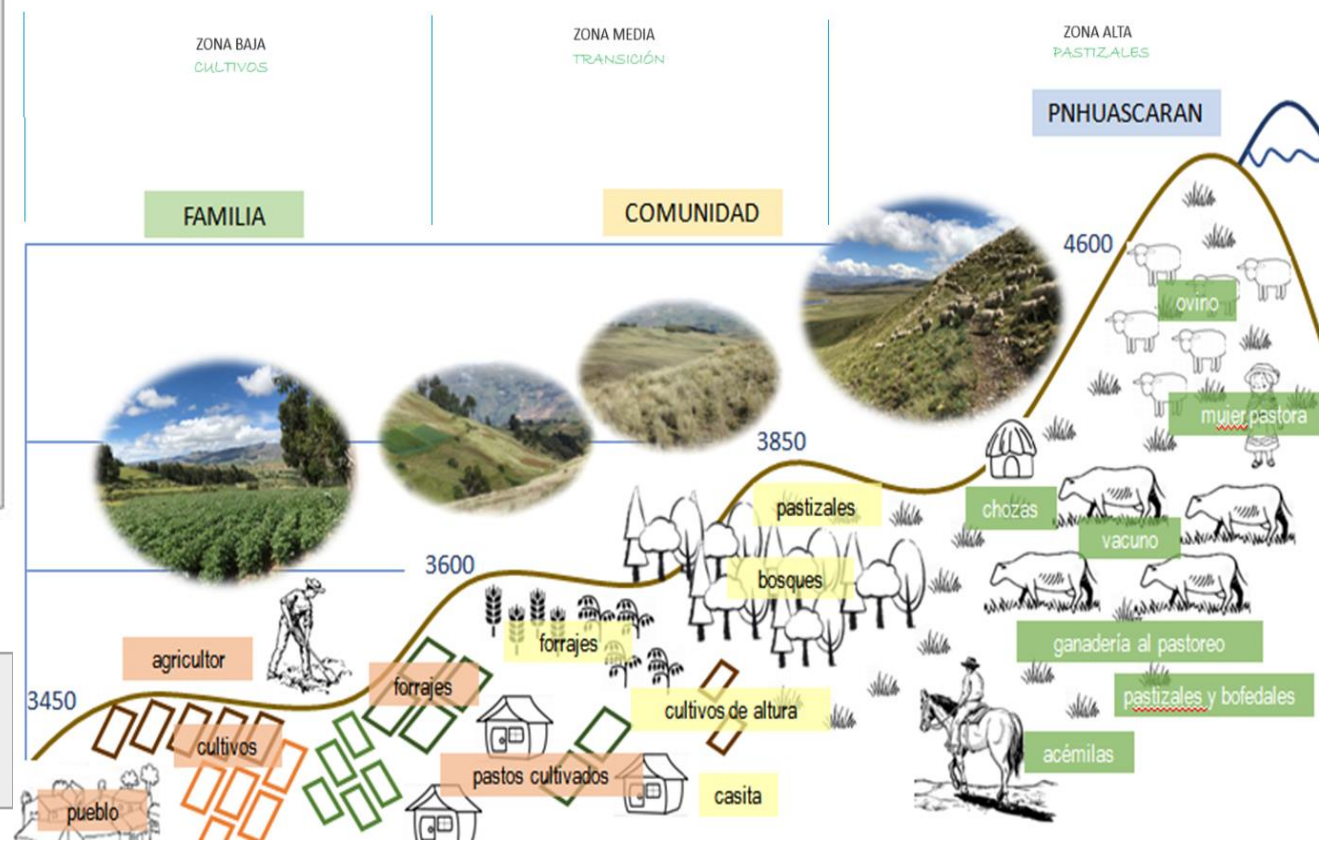 ZONA BAJA
CULTIVOS
ZONA MEDIA
TRANSICIÓN
ZONA ALTA
PASTIZALES
PNHUASCARAN
FAMILIA
COMUNIDAD
4600
ovino
mujer pastora
3850
pastizales
chozas
vacuno
3600
bosques
forrajes
ganadería al pastoreo
agricultor
forrajes
pastizales y bofedales
3450
cultivos de altura
cultivos
acémilas
pastos cultivados
casita
pueblo